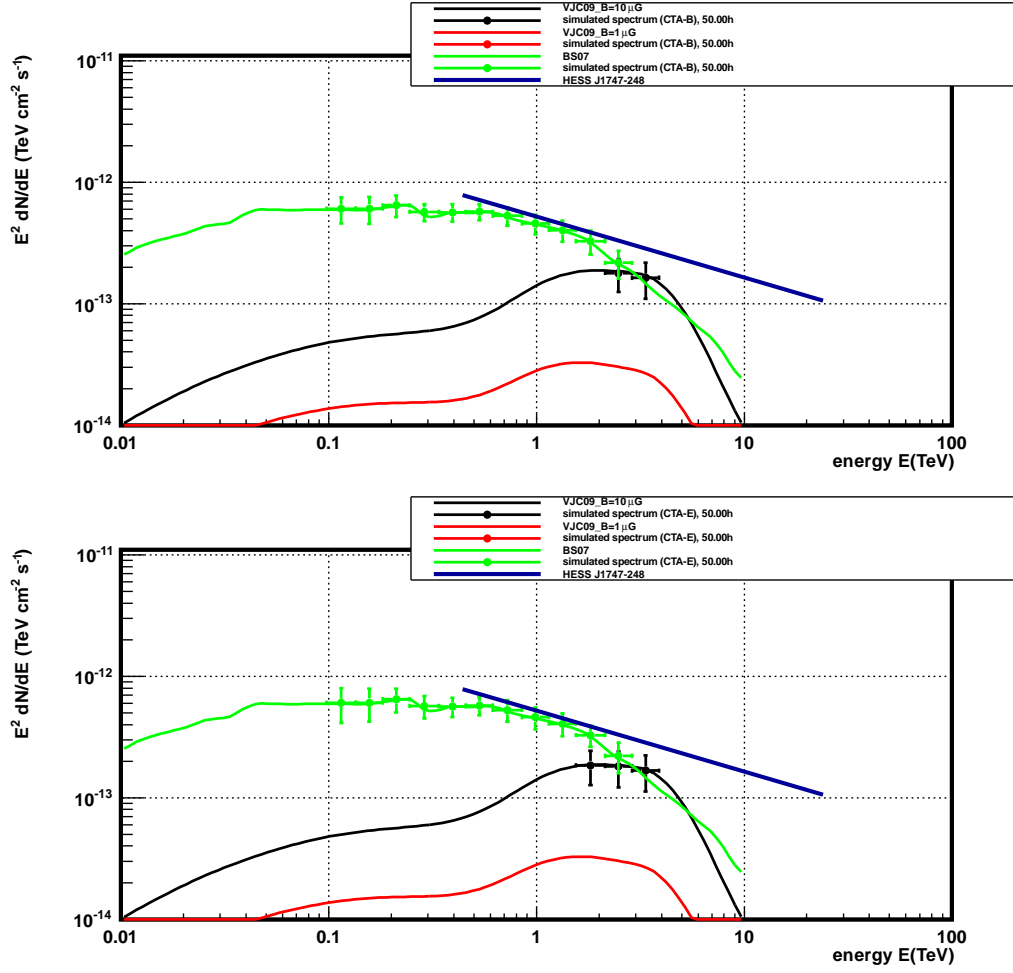 VJC09_B=10 μG
simulated spectrum (CTA-B), 50.00h
VJC09_B=1 μG
simulated spectrum (CTA-B), 50.00h
BS07
simulated spectrum (CTA-B), 50.00h
HESS J1747-248
E² dN/dE (TeV cm⁻² s⁻¹)
10⁻¹¹
10⁻¹²
10⁻¹³
10⁻¹⁴
0.01 0.1 1 10 100
energy E(TeV)
VJC09_B=10 μG
simulated spectrum (CTA-E), 50.00h
VJC09_B=1 μG
simulated spectrum (CTA-E), 50.00h
BS07
simulated spectrum (CTA-E), 50.00h
HESS J1747-248
E² dN/dE (TeV cm⁻² s⁻¹)
10⁻¹¹
10⁻¹²
10⁻¹³
10⁻¹⁴
0.01 0.1 1 10 100
energy E(TeV)